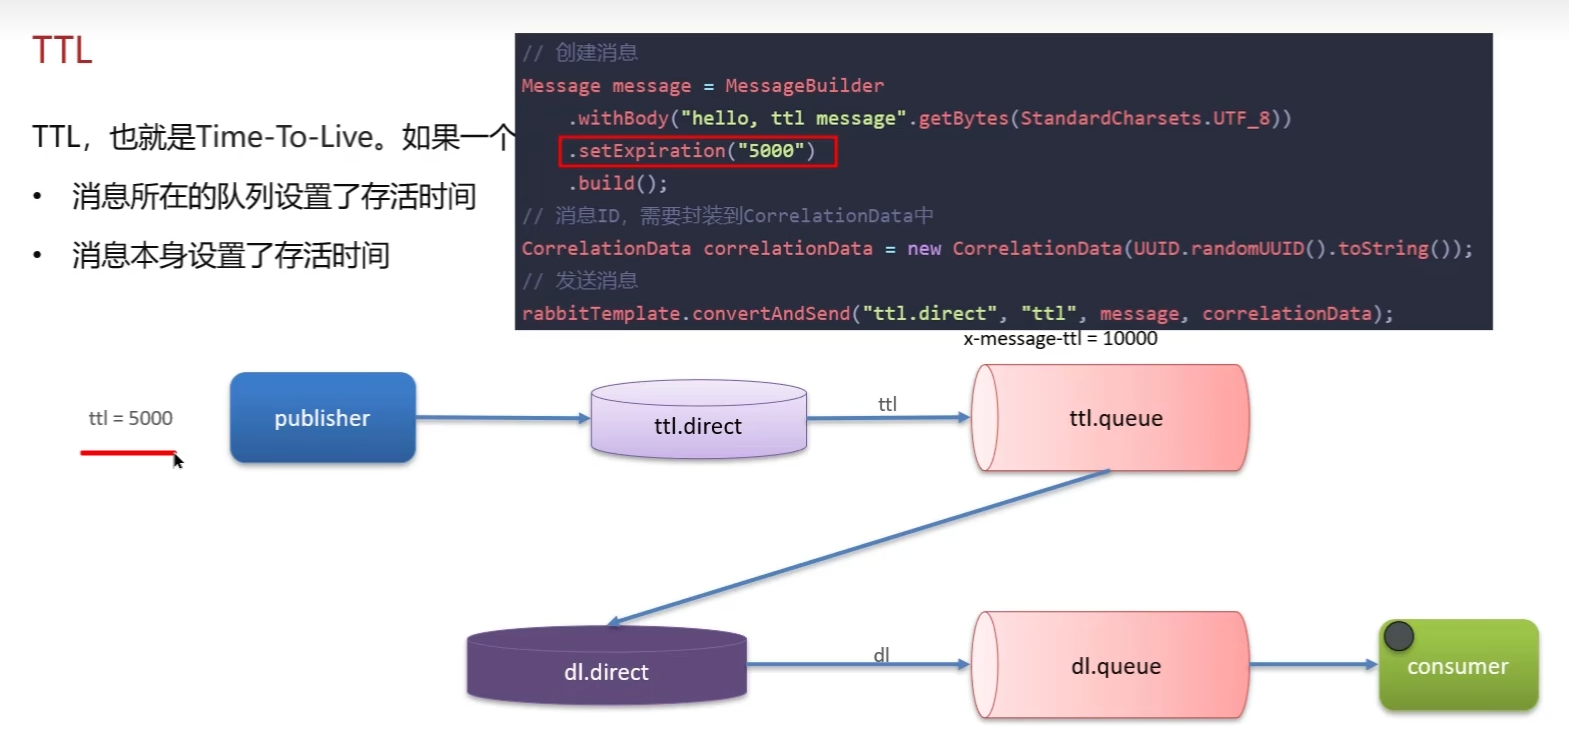 TTL
TTL，也就是Time-To-Live。如果一个
• 消息所在的队列设置了存活时间
• 消息本身设置了存活时间
// 创建消息
Message message = MessageBuilder
.withBody("hello, ttl message".getBytes(StandardCharsets.UTF_8))
.setExpiration("5000")
.build();
// 消息ID，需要封装到CorrelationData中
CorrelationData correlationData = new CorrelationData(UUID.randomUUID().toString());
// 发送消息
rabbitTemplate.convertAndSend("ttl.direct", "ttl", message, correlationData);
x-message-ttl = 10000
ttl = 5000
publisher
ttl.direct
ttl
ttl.queue
dl.direct
dl
dl.queue
consumer